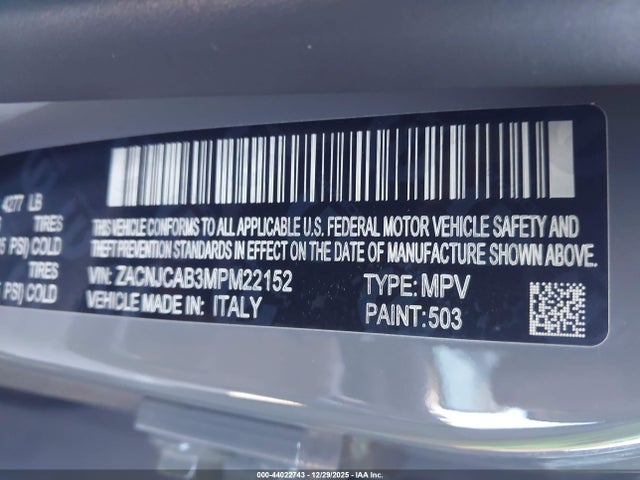 4277 LB
TIRES
PSI) COLD
TIRES
PSI) COLD
THIS VEHICLE CONFORMS TO ALL APPLICABLE U.S. FEDERAL MOTOR VEHICLE SAFETY AND
THEFT PREVENTION STANDARDS IN EFFECT ON THE DATE OF MANUFACTURE SHOWN ABOVE.
VIN: ZACNJCAB3MPM22152 TYPE: MPV
VEHICLE MADE IN: ITALY PAINT: 503
000-44022743 - 12/29/2025 - IAA Inc.